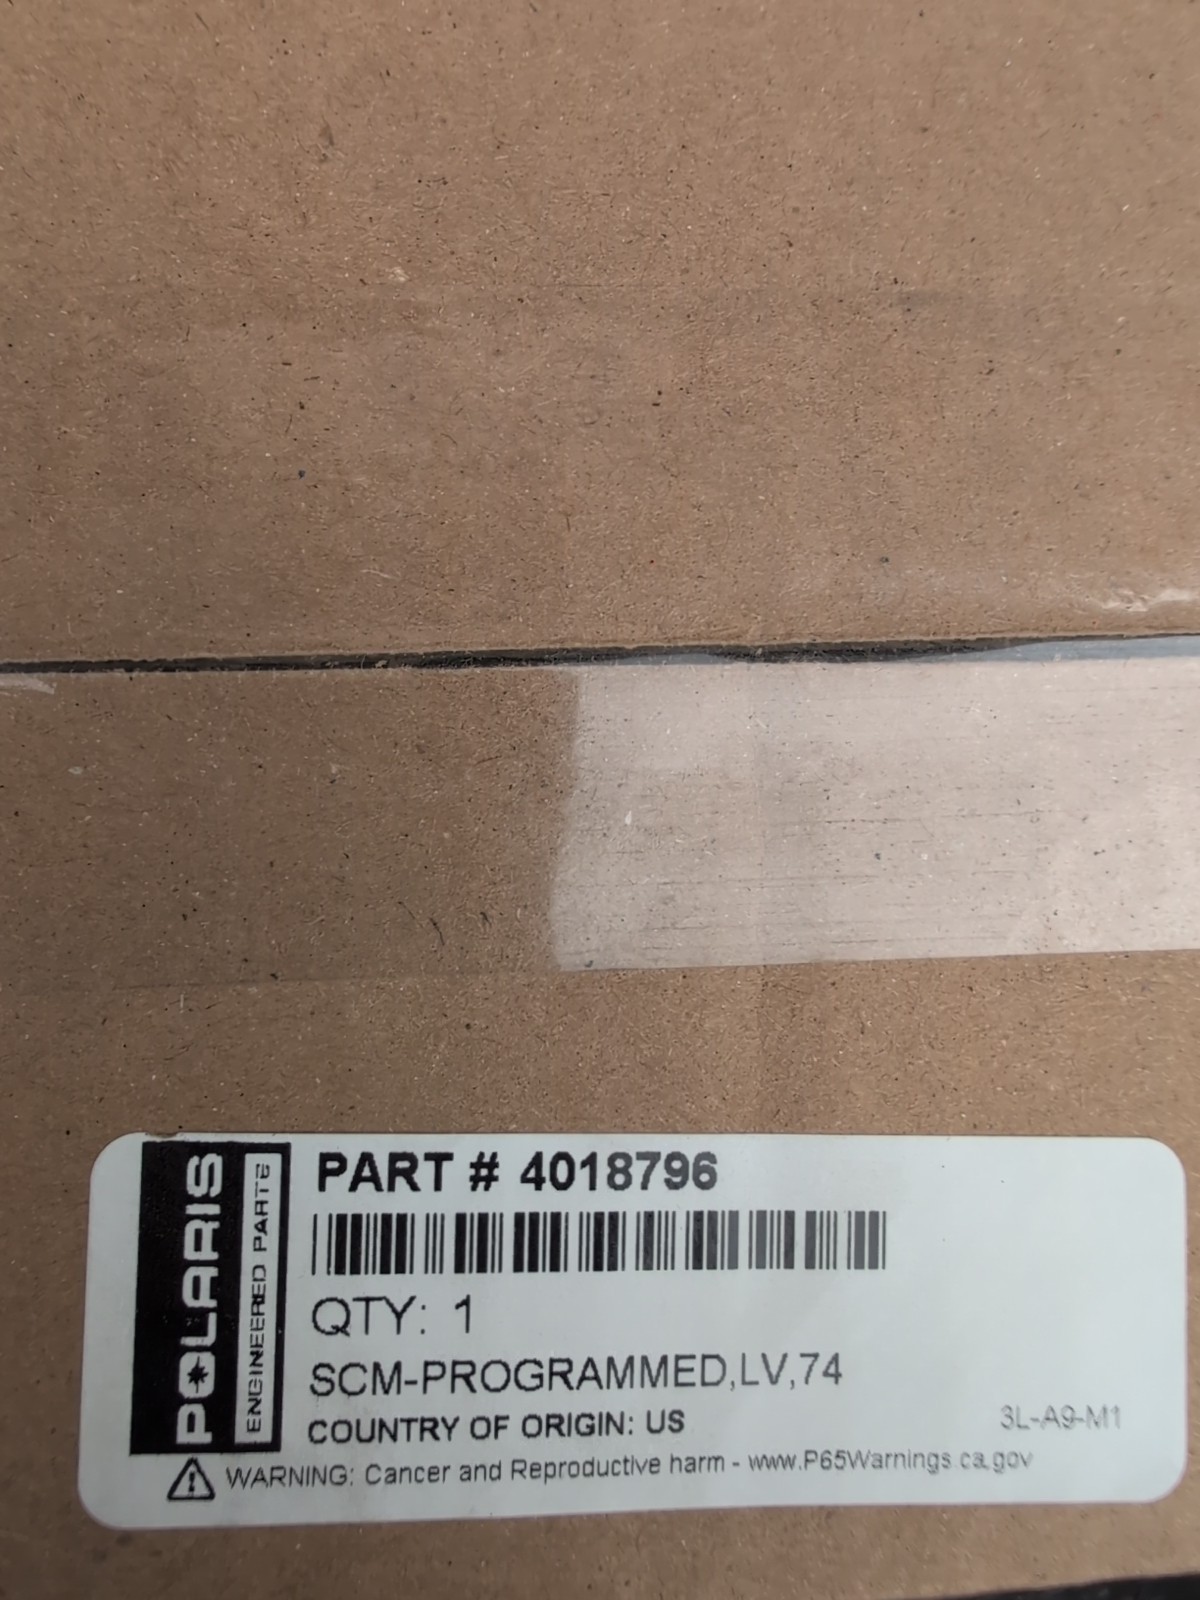 POLARIS
ENGINEERED PARTS
PART # 4018796
QTY: 1
SCM-PROGRAMMED,LV,74
COUNTRY OF ORIGIN: US
3L-A9-M1
WARNING: Cancer and Reproductive harm - www.P65Warnings.ca.gov